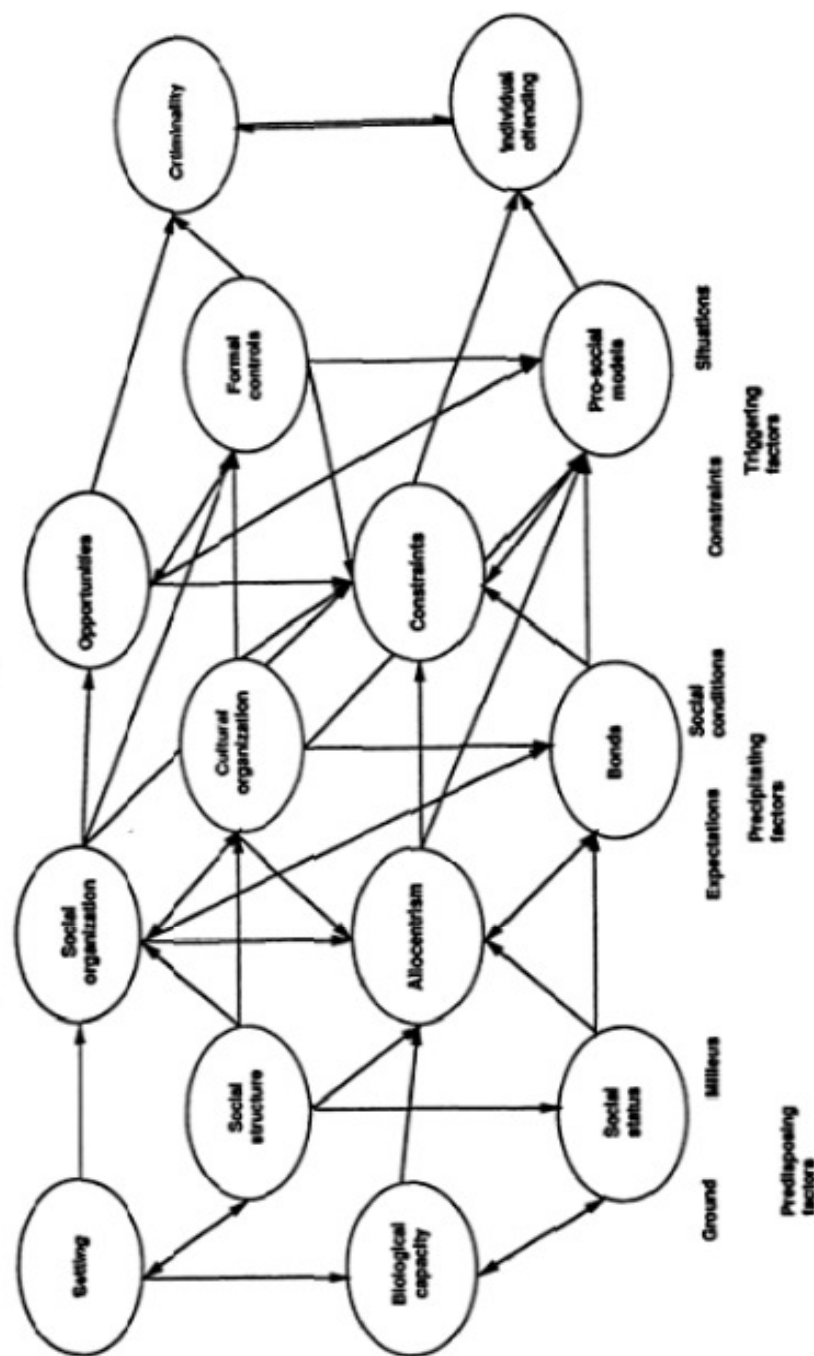 Setting
Social
organization
Opportunities
Criminality
Social
structure
Cultural
organization
Formal
controls
Biological
capacity
Allocentrism
Constraints
Individual
offending
Social
status
Bonds
Pro-social
models
Ground
Milieus
Expectations
Social
conditions
Constraints
Situations
Predisposing
factors
Precipitating
factors
Triggering
factors